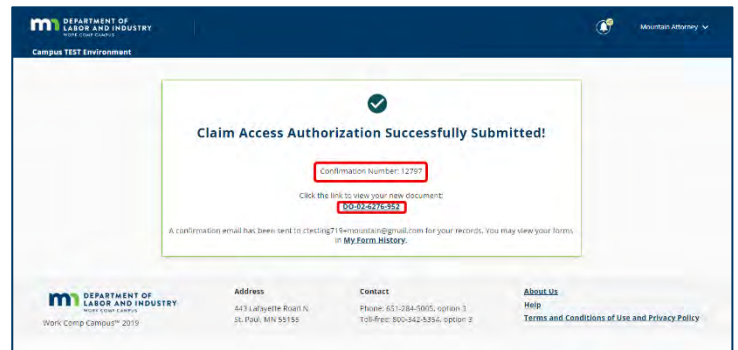 DEPARTMENT OF
LABOR AND INDUSTRY
WORK COMP CAMPUS
Mountain Attorney
Campus TEST Environment
Claim Access Authorization Successfully Submitted!
Confirmation Number: 12797
Click the link to view your new document:
DO-02-6276-952
A confirmation email has been sent to ctesting719+mountain@gmail.com for your records. You may view your forms
in My Form History.
DEPARTMENT OF
LABOR AND INDUSTRY
WORK COMP CAMPUS
Work Comp Campus™ 2019
Address
443 Lafayette Road N.
St. Paul, MN 55155
Contact
Phone: 651-284-5005, option 3
Toll-free: 800-342-5354, option 3
About Us
Help
Terms and Conditions of Use and Privacy Policy